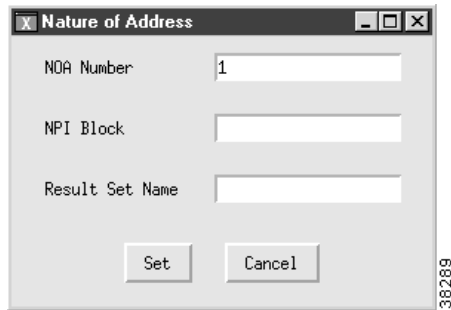 X Nature of Address
NOA Number 1
NPI Block
Result Set Name
Set Cancel
38289